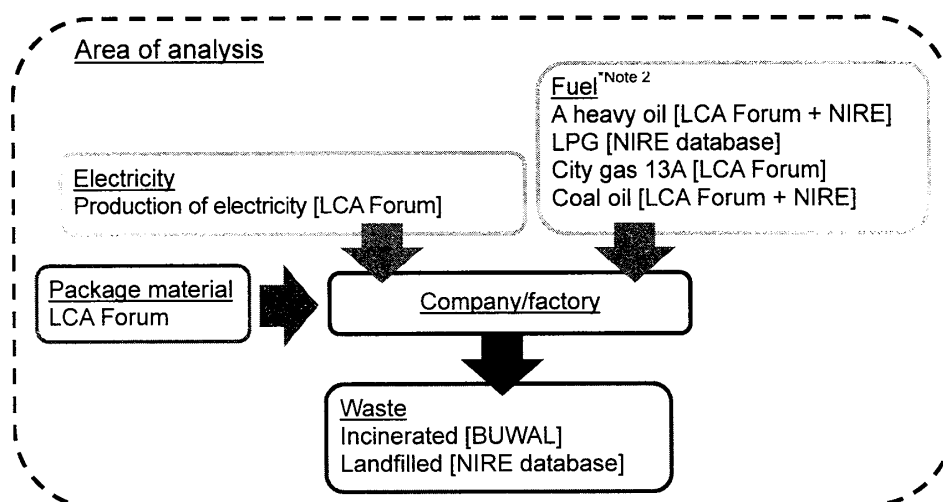 Area of analysis
Fuel*Note 2
A heavy oil [LCA Forum + NIRE]
LPG [NIRE database]
City gas 13A [LCA Forum]
Coal oil [LCA Forum + NIRE]
Electricity
Production of electricity [LCA Forum]
Package material
LCA Forum
Company/factory
Waste
Incinerated [BUWAL]
Landfilled [NIRE database]